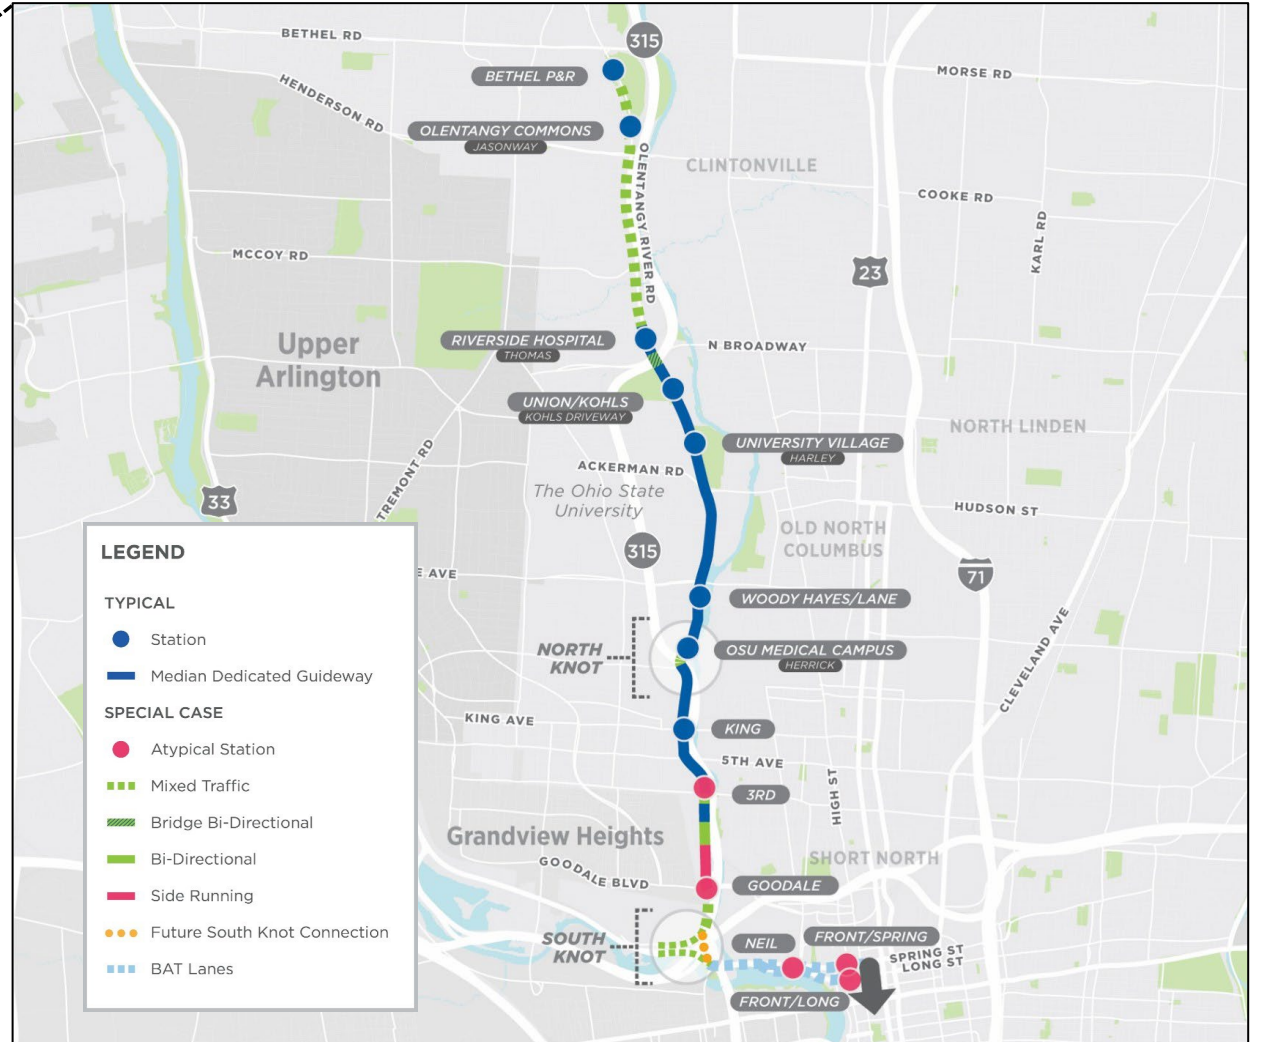 BETHEL RD
315
BETHEL P&R
MORSE RD
HENDERSON RD
OLENTANGY COMMONS
JASONWAY
OLENTANGY RIVER RD
CLINTONVILLE
COOKE RD
KARL RD
MCCOY RD
23
Upper
Arlington
RIVERSIDE HOSPITAL
THOMAS
N BROADWAY
UNION/KOHLS
KOHLS DRIVEWAY
NORTH LINDEN
UNIVERSITY VILLAGE
HARLEY
TREMONT RD
ACKERMAN RD
The Ohio State
University
33
HUDSON ST
OLD NORTH
COLUMBUS
315
E AVE
71
WOODY HAYES/LANE
CLEVELAND AVE
NORTH
KNOT
OSU MEDICAL CAMPUS
HERRICK
KING AVE
KING
5TH AVE
HIGH ST
3RD
Grandview Heights
SHORT NORTH
GOODALE BLVD
GOODALE
SOUTH
KNOT
NEIL
FRONT/SPRING
SPRING ST
LONG ST
FRONT/LONG
LEGEND
TYPICAL
Station
Median Dedicated Guideway
SPECIAL CASE
Atypical Station
Mixed Traffic
Bridge Bi-Directional
Bi-Directional
Side Running
Future South Knot Connection
BAT Lanes